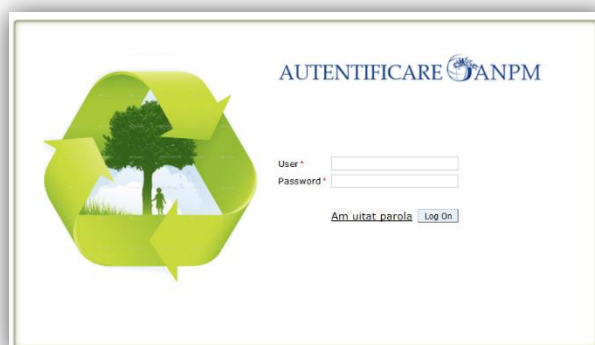 AUTENTIFICARE ANPM
User *
Password *
Am uitat parola Log On